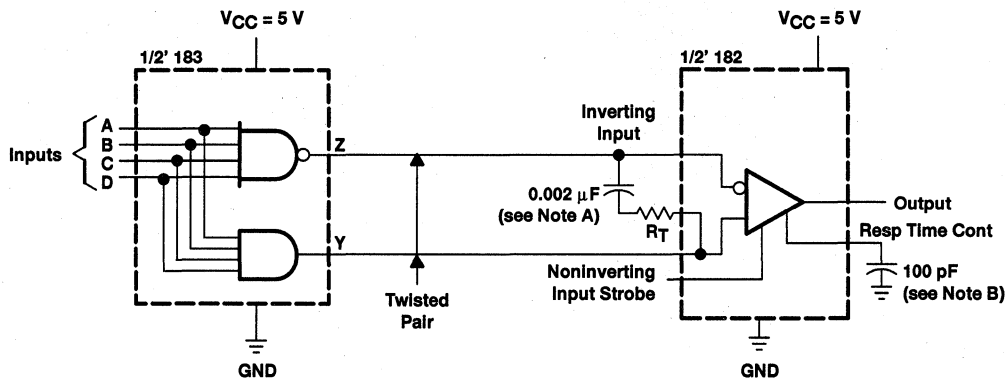 VCC = 5 V
VCC = 5 V
1/2' 183
1/2' 182
Inputs
A
B
C
D
Z
Y
Inverting
Input
0.002 μF
(see Note A)
RT
Twisted
Pair
Noninverting
Input Strobe
Output
Resp Time Cont
100 pF
(see Note B)
GND
GND